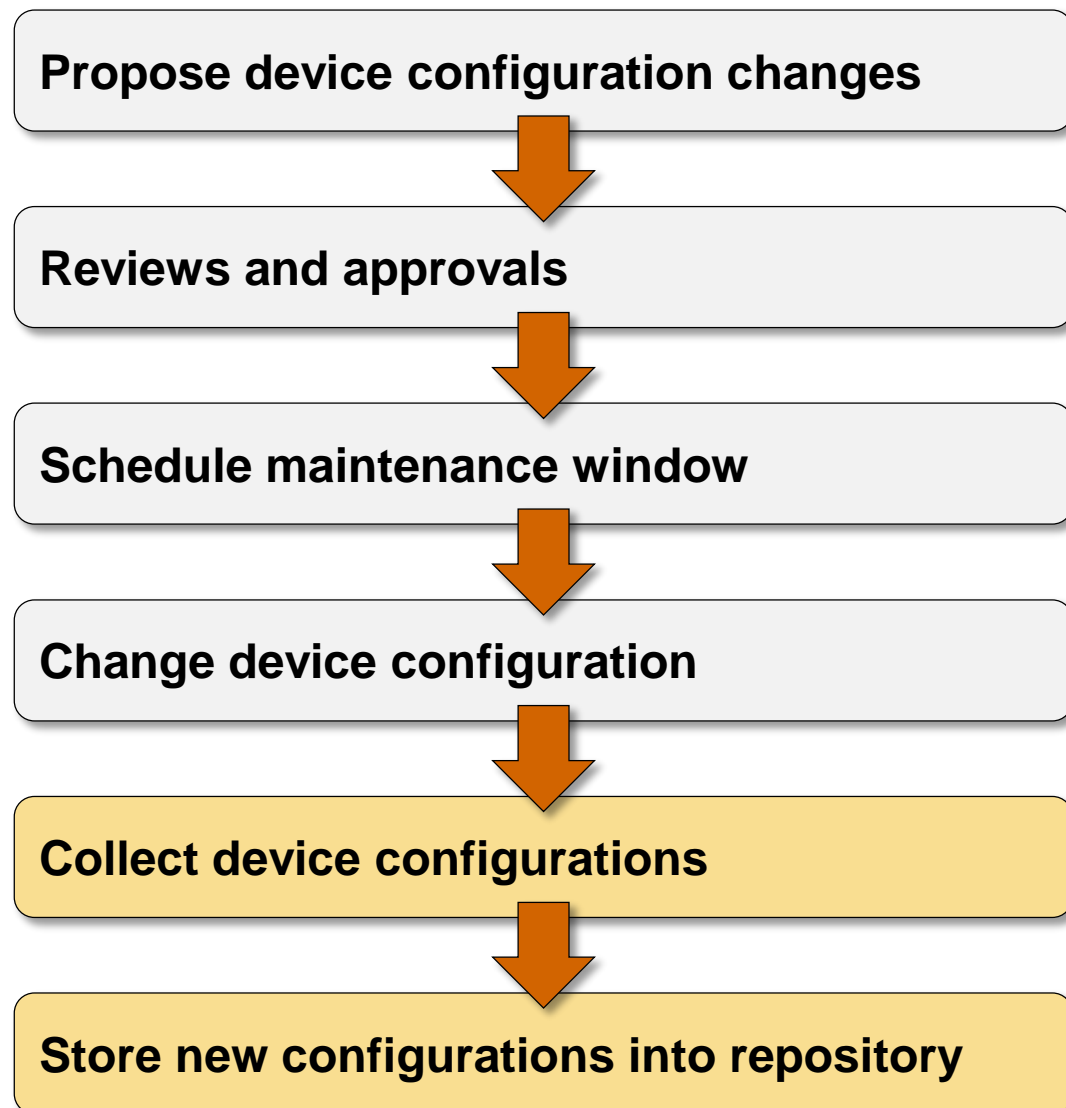 Propose device configuration changes
Reviews and approvals
Schedule maintenance window
Change device configuration
Collect device configurations
Store new configurations into repository